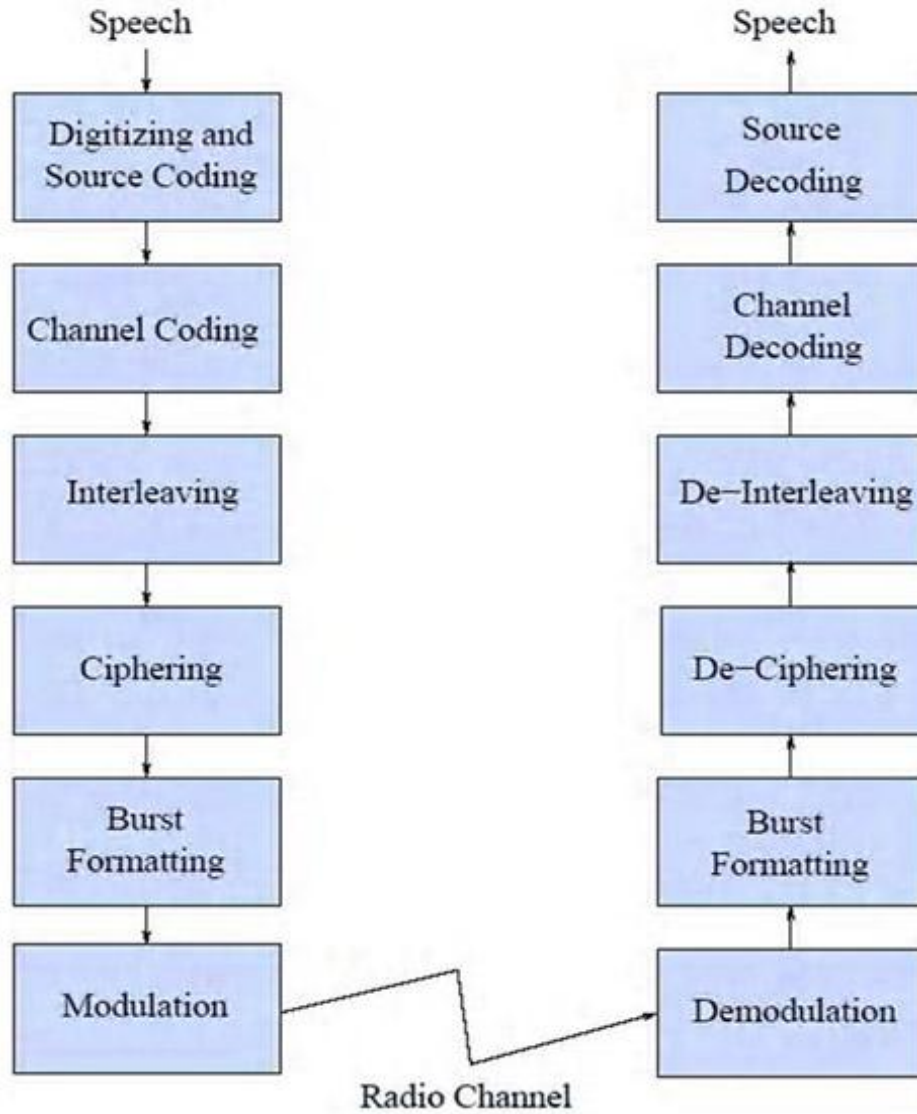 Speech
Digitizing and
Source Coding
Channel Coding
Interleaving
Ciphering
Burst
Formatting
Modulation
Radio Channel
Speech
Source
Decoding
Channel
Decoding
De-Interleaving
De-Ciphering
Burst
Formatting
Demodulation